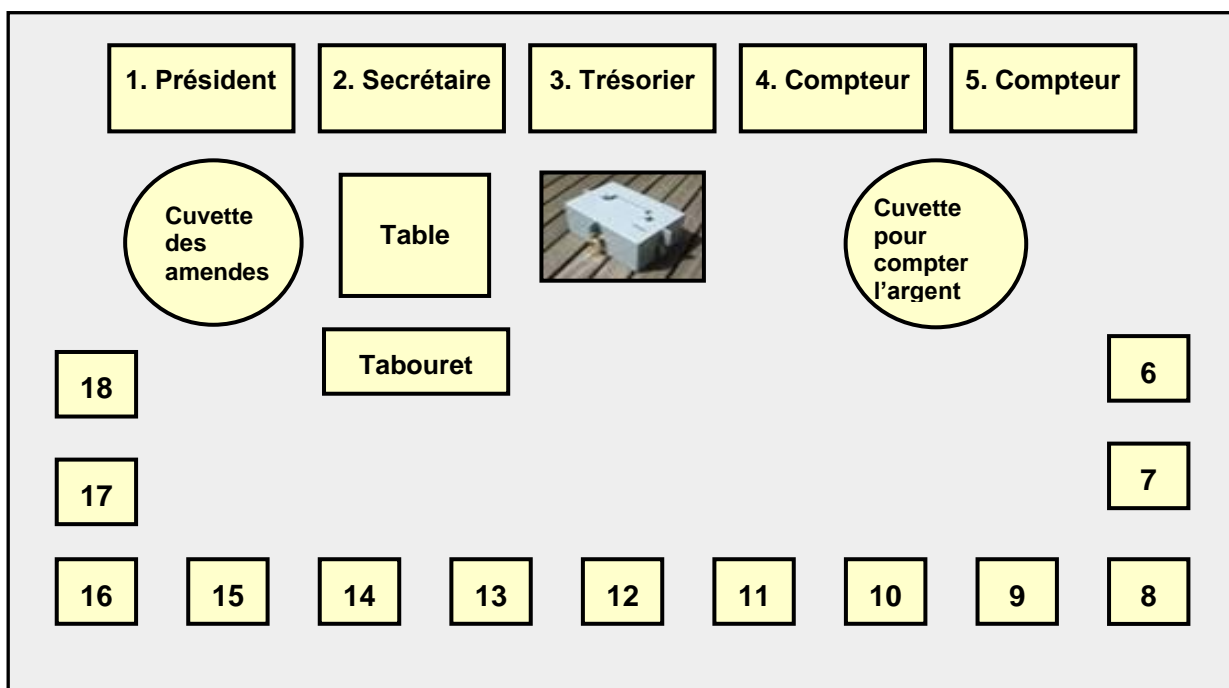 1. Président
2. Secrétaire
3. Trésorier
4. Compteur
5. Compteur
Cuvette
des
amendes
Table
Cuvette
pour
compter
l’argent
Tabouret
18
6
17
7
16
15
14
13
12
11
10
9
8